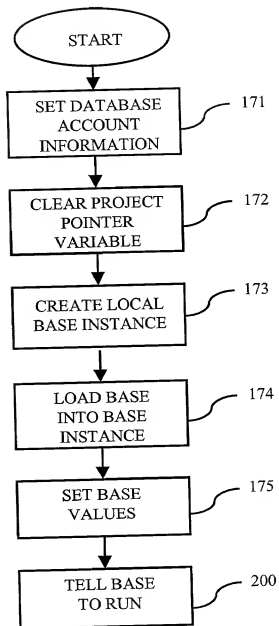 START
SET DATABASE
ACCOUNT
INFORMATION
171
CLEAR PROJECT
POINTER
VARIABLE
172
CREATE LOCAL
BASE INSTANCE
173
LOAD BASE
INTO BASE
INSTANCE
174
SET BASE
VALUES
175
TELL BASE
TO RUN
200